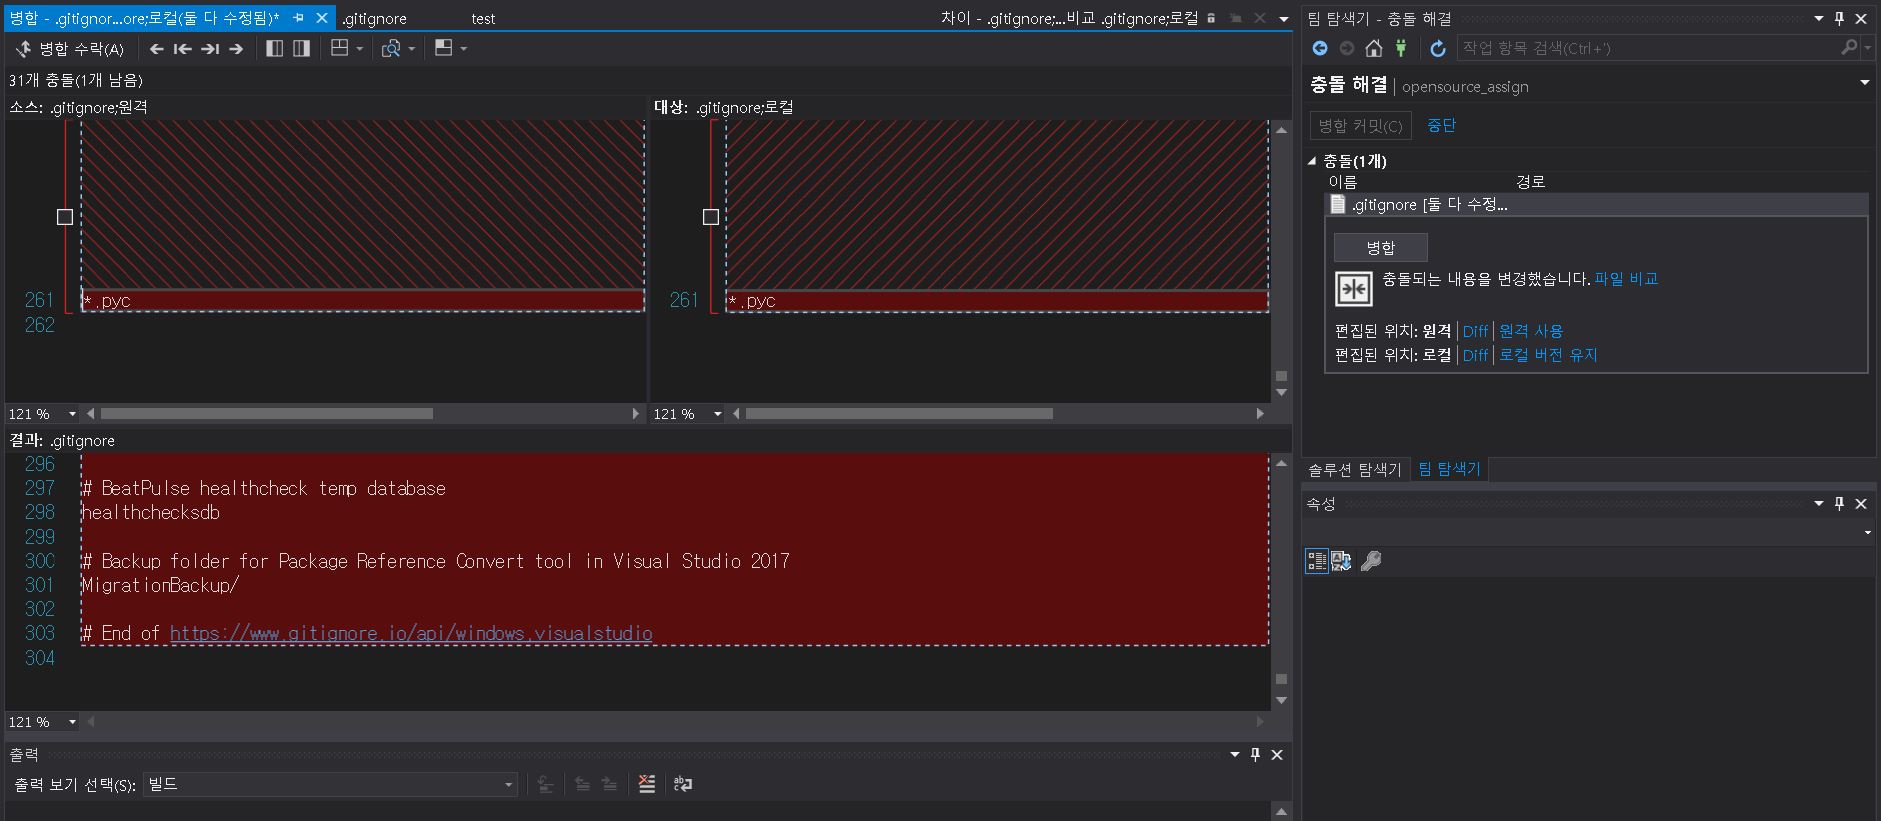 병합 - .gitignor...ore;로컬(둘 다 수정됨)*
.gitignore
test
차이 - .gitignore;...비교 .gitignore;로컬
병합 수락(A)
31개 충돌(1개 남음)
소스: .gitignore;원격
대상: .gitignore;로컬
261 *.pyc
262
261 *.pyc
121 %
121 %
결과: .gitignore
296
297 # BeatPulse healthcheck temp database
298 healthchecksdb
299
300 # Backup folder for Package Reference Convert tool in Visual Studio 2017
301 MigrationBackup/
302
303 # End of https://www.gitignore.io/api/windows,visualstudio
304
121 %
출력
출력 보기 선택(S): 빌드
팀 탐색기 - 충돌 해결
작업 항목 검색(Ctrl+')
충돌 해결 | opensource_assign
병합 커밋(C) 중단
충돌(1개)
이름 경로
.gitignore [둘 다 수정...
병합
충돌되는 내용을 변경했습니다. 파일 비교
편집된 위치: 원격 | Diff | 원격 사용
편집된 위치: 로컬 | Diff | 로컬 버전 유지
솔루션 탐색기 팀 탐색기
속성